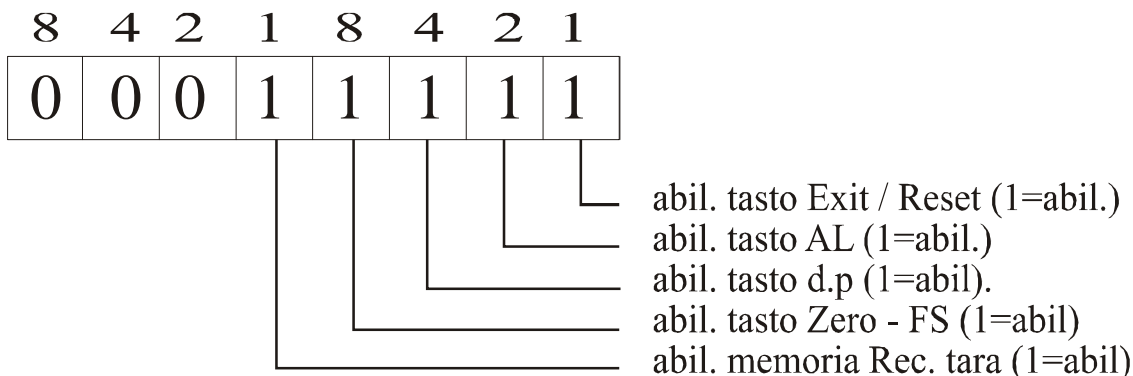 8 4 2 1 8 4 2 1
0 0 0 1 1 1 1 1
abil. tasto Exit / Reset (1=abil.)
abil. tasto AL (1=abil.)
abil. tasto d.p (1=abil).
abil. tasto Zero - FS (1=abil)
abil. memoria Rec. tara (1=abil)